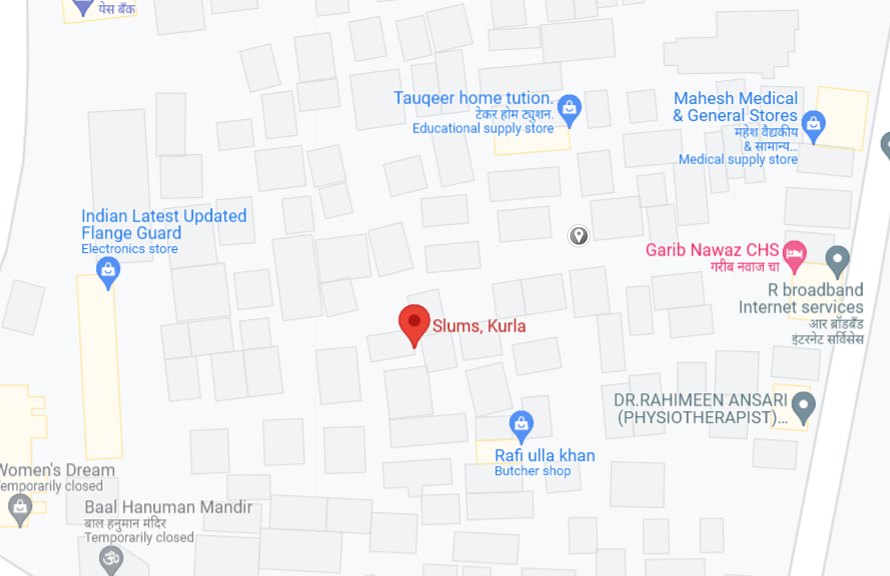 येस बँक
Tauqeer home tution.
टेकर होम ट्युशन.
Educational supply store
Mahesh Medical
& General Stores
महेश वैद्यकीय
& सामान्य...
Medical supply store
Indian Latest Updated
Flange Guard
Electronics store
Garib Nawaz CHS
गरीब नवाज चा
R broadband
Internet services
आर ब्रॉडबँड
इंटरनेट सर्विसेस
Slums, Kurla
DR.RAHIMEEN ANSARI
(PHYSIOTHERAPIST)...
Rafi ulla khan
Butcher shop
Women's Dream
Temporarily closed
Baal Hanuman Mandir
बाल हनुमान मंदिर
Temporarily closed